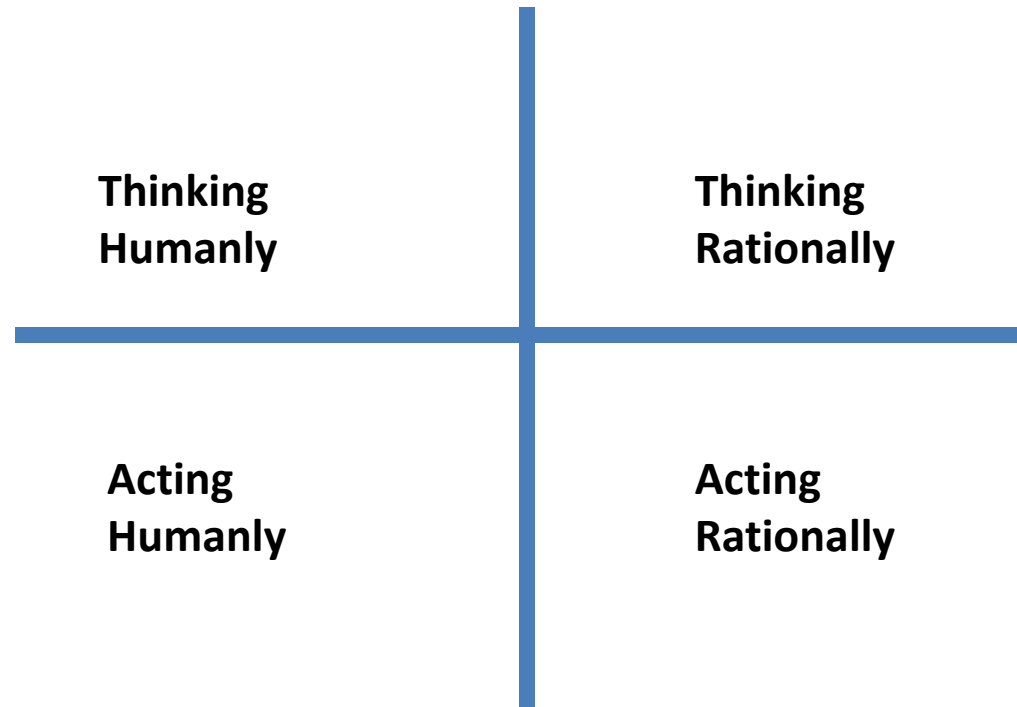 Thinking
Humanly
Thinking
Rationally
Acting
Humanly
Acting
Rationally